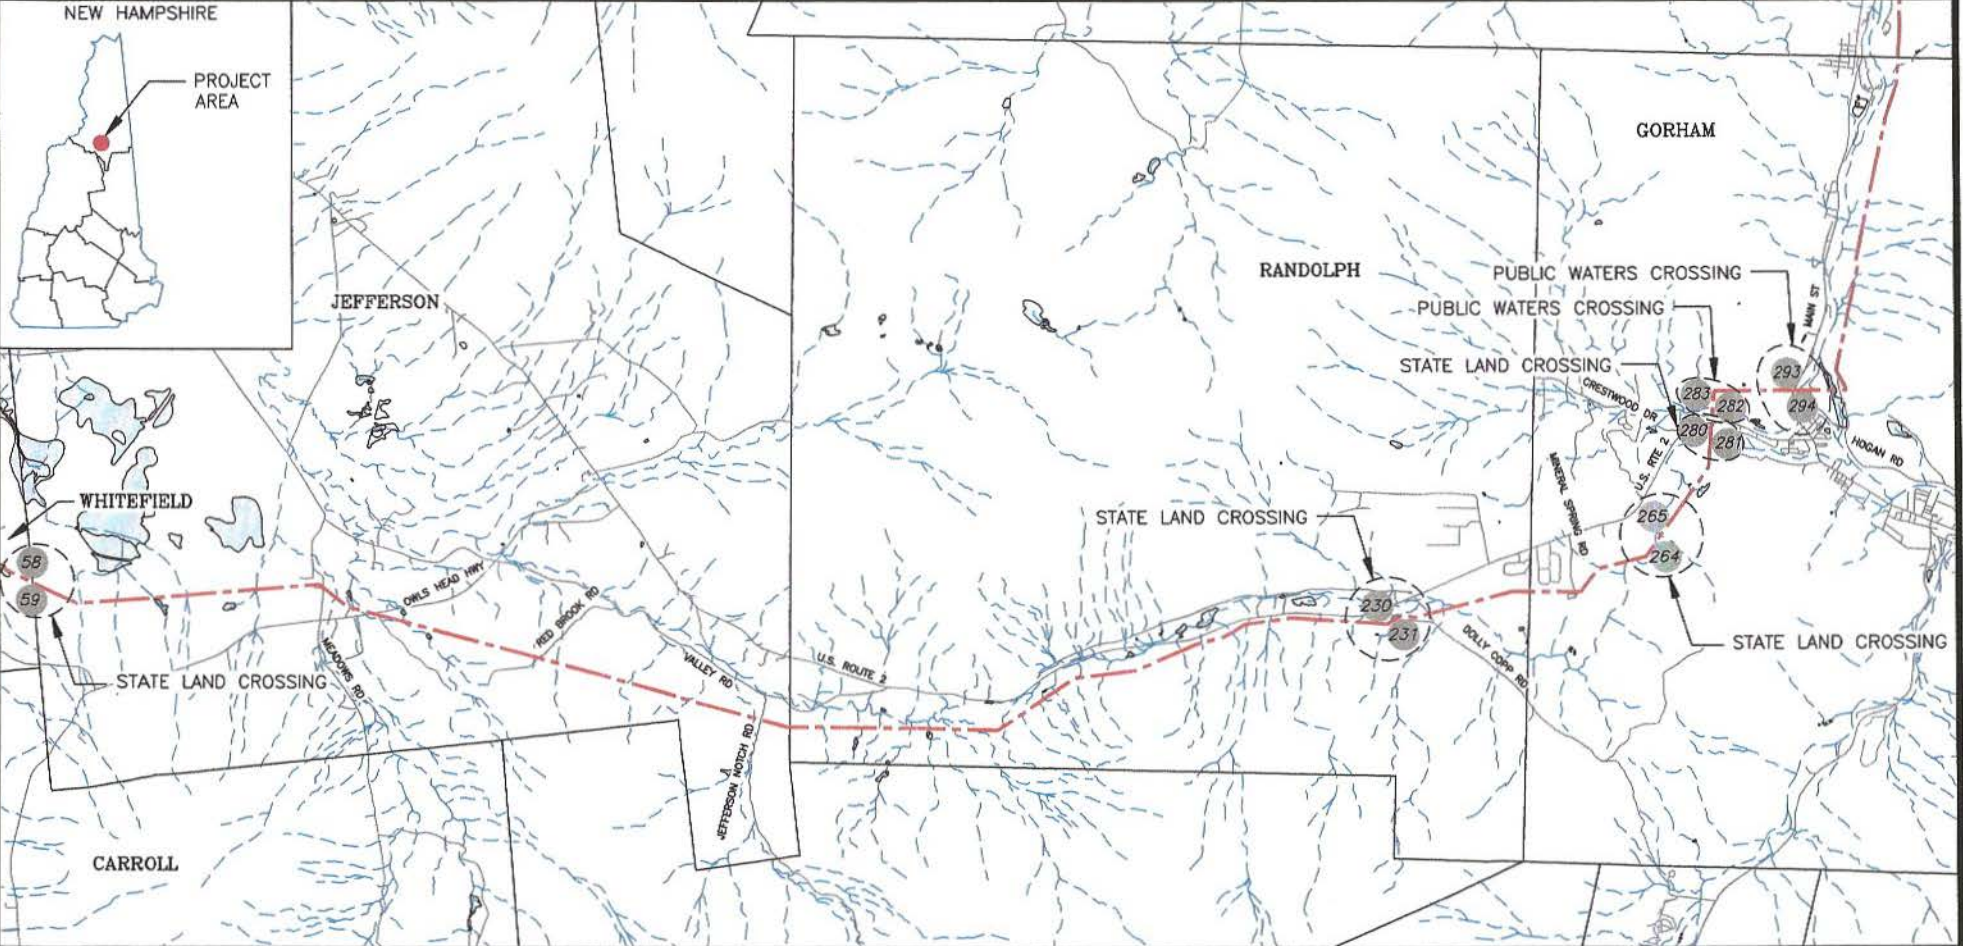 NEW HAMPSHIRE
PROJECT
AREA
GORHAM
RANDOLPH
PUBLIC WATERS CROSSING
JEFFERSON
PUBLIC WATERS CROSSING
MAIN ST
STATE LAND CROSSING
293
283
282
294
CRESTWOOD DR
280
281
HOGAN RD
U.S. RTE 2
MINERAL SPRING RD
WHITEFIELD
STATE LAND CROSSING
265
264
58
59
OWLS HEAD HWY
RED BROOK RD
230
231
DOLLY COPP RD
STATE LAND CROSSING
MEADOWS RD
VALLEY RD
U.S. ROUTE 2
STATE LAND CROSSING
JEFFERSON NOTCH RD
CARROLL